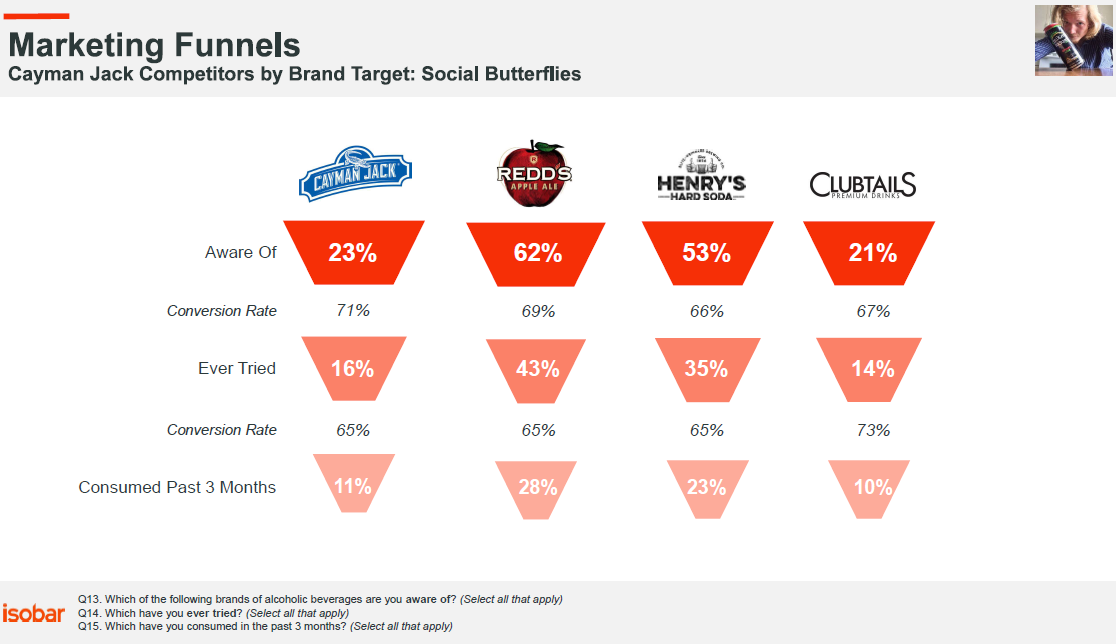 Marketing Funnels
Cayman Jack Competitors by Brand Target: Social Butterflies
CAYMAN JACK
REDD'S
APPLE ALE
HENRY'S
HARD SODA
CLUBTAILS
PREMIUM DRINKS
Aware Of 23% 62% 53% 21%
Conversion Rate 71% 69% 66% 67%
Ever Tried 16% 43% 35% 14%
Conversion Rate 65% 65% 65% 73%
Consumed Past 3 Months 11% 28% 23% 10%
isobar
Q13. Which of the following brands of alcoholic beverages are you aware of? (Select all that apply)
Q14. Which have you ever tried? (Select all that apply)
Q15. Which have you consumed in the past 3 months? (Select all that apply)